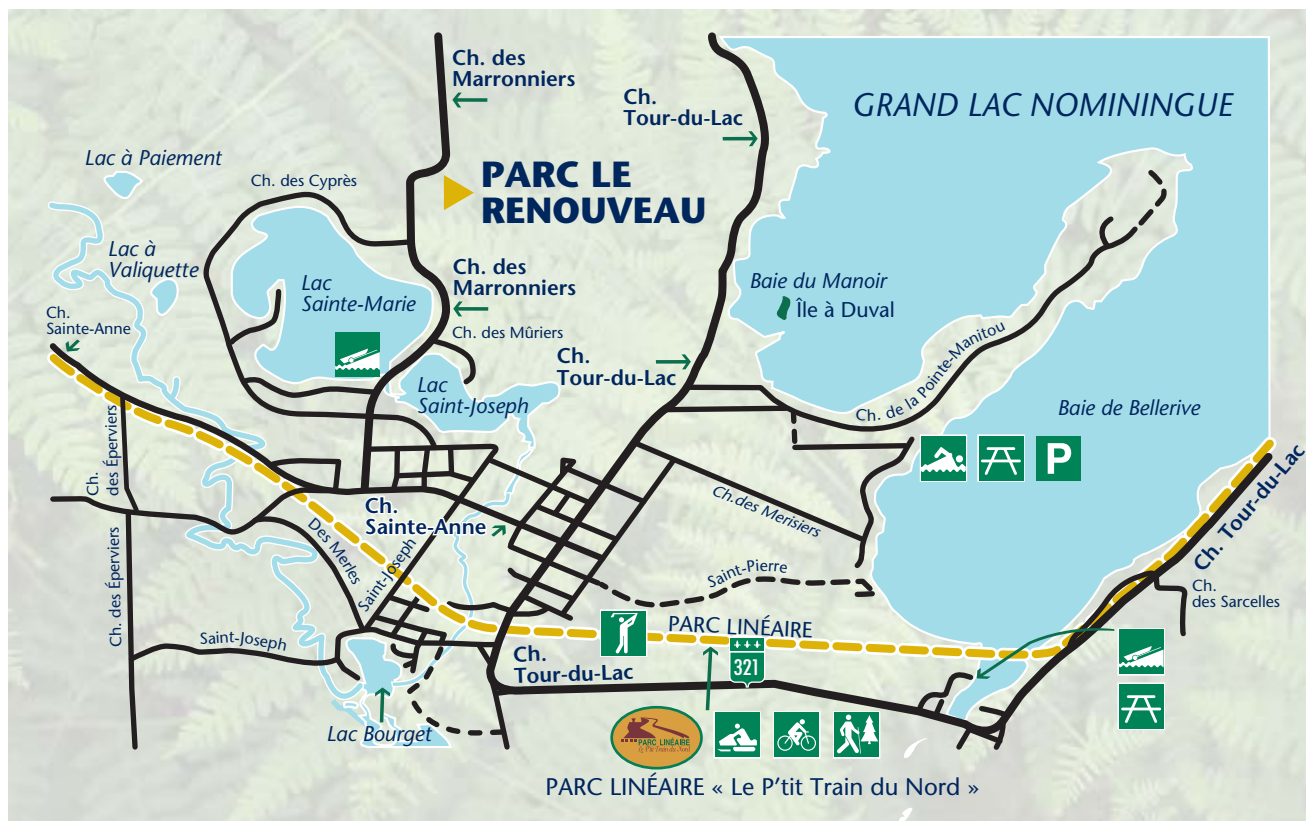 Ch. des
Marronniers
Ch.
Tour-du-Lac
GRAND LAC NOMININGUE
Lac à Paiement
Ch. des Cyprès
PARC LE
RENOUVEAU
Lac à
Valiquette
Lac
Sainte-Marie
Ch. des
Marronniers
Baie du Manoir
Île à Duval
Ch.
Sainte-Anne
Ch. des Mûriers
Ch.
Tour-du-Lac
Lac
Saint-Joseph
Ch. de la Pointe-Manitou
Baie de Bellerive
Ch.
des Éperviers
P
Ch. Tour-du-Lac
Ch.des Merisiers
Ch.
Sainte-Anne
Des Merles
Saint-Joseph
Saint-Pierre
Ch. des Éperviers
Ch.
des Sarcelles
Saint-Joseph
PARC LINÉAIRE
Ch.
Tour-du-Lac
321
Lac Bourget
PARC LINÉAIRE
Le P'tit Train du Nord
PARC LINÉAIRE « Le P'tit Train du Nord »